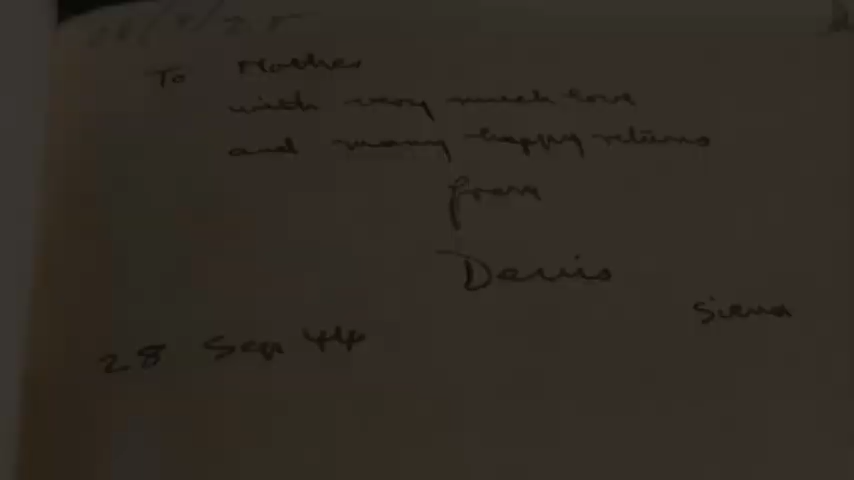 To Mother
with very much love
and many happy returns
from
Denis
Siena
28 Sep 44